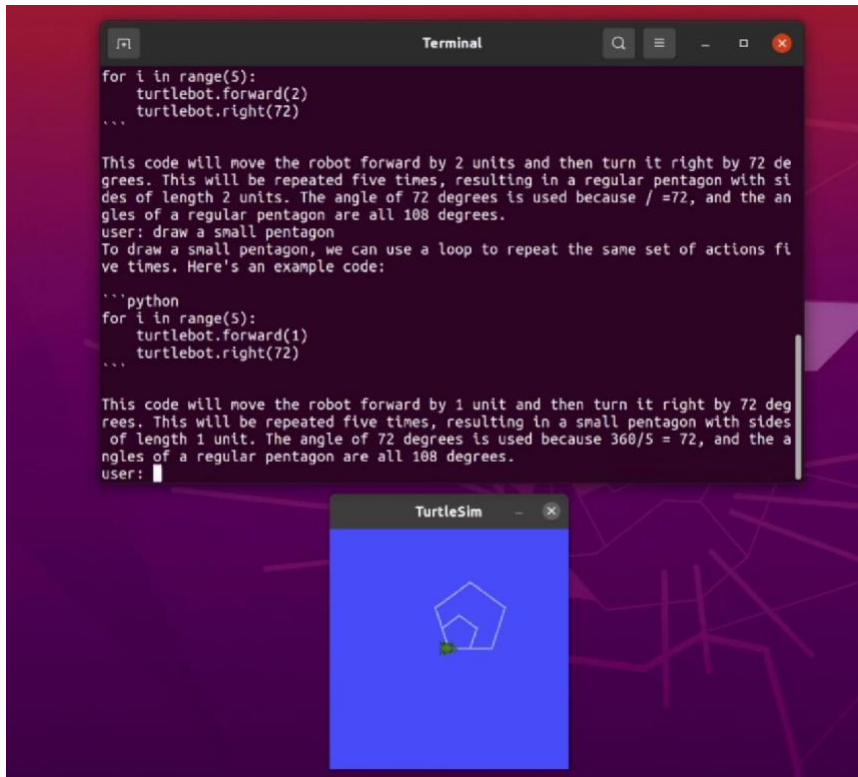 Terminal
for i in range(5):
    turtlebot.forward(2)
    turtlebot.right(72)
```
This code will move the robot forward by 2 units and then turn it right by 72 de
grees. This will be repeated five times, resulting in a regular pentagon with si
des of length 2 units. The angle of 72 degrees is used because / =72, and the an
gles of a regular pentagon are all 108 degrees.
user: draw a small pentagon
To draw a small pentagon, we can use a loop to repeat the same set of actions fi
ve times. Here's an example code:
```python
for i in range(5):
    turtlebot.forward(1)
    turtlebot.right(72)
```
This code will move the robot forward by 1 unit and then turn it right by 72 deg
rees. This will be repeated five times, resulting in a small pentagon with sides
 of length 1 unit. The angle of 72 degrees is used because 360/5 = 72, and the a
ngles of a regular pentagon are all 108 degrees.
user:
TurtleSim